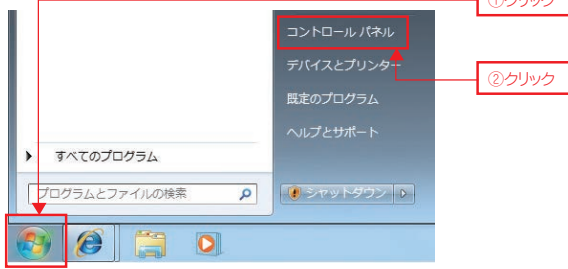 ①クリック
コントロール パネル
デバイスとプリンター
②クリック
既定のプログラム
ヘルプとサポート
すべてのプログラム
プログラムとファイルの検索
シャットダウン